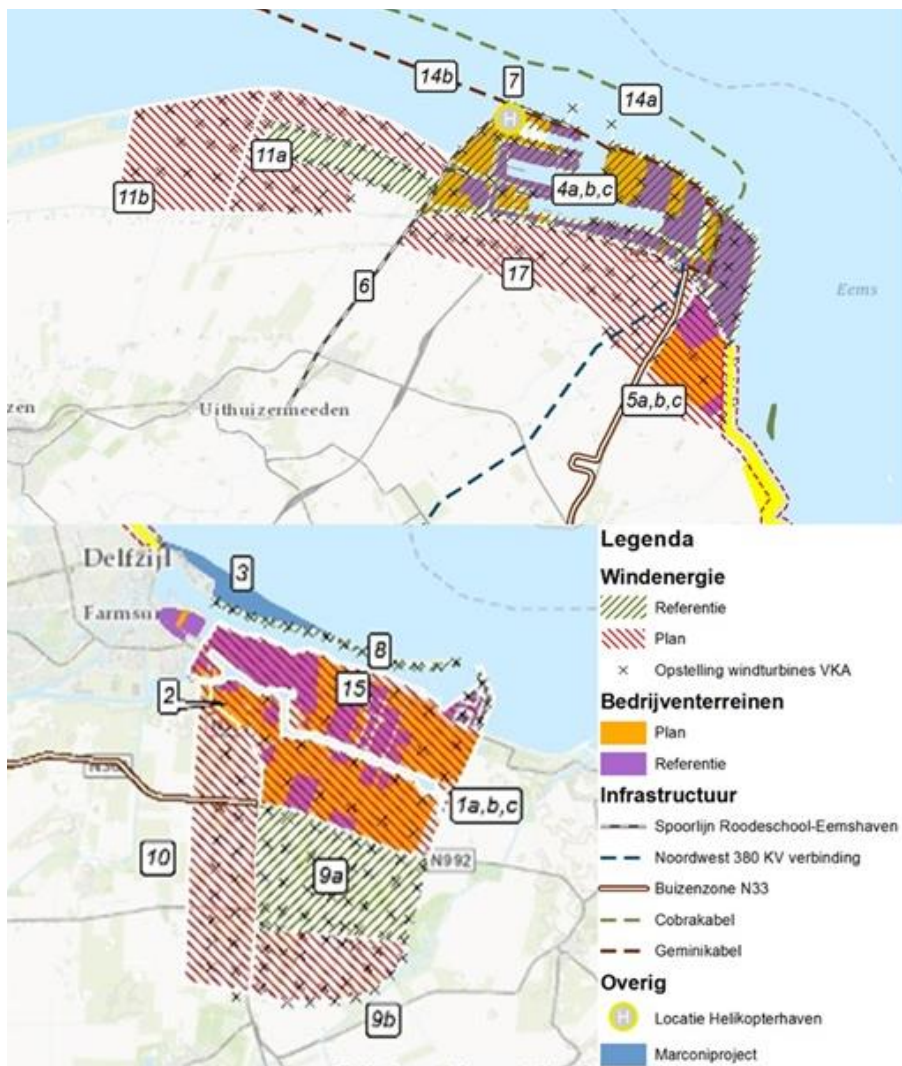 14b
7
14a
11a
4a,b,c
11b
17
6
Eems
zen
Uithuizermeeden
5a,b,c
Delfzijl
3
Farmsu
8
15
2
1a,b,c
10
9a
N992
9b
Legenda
Windenergie
Referentie
Plan
Opstelling windturbines VKA
Bedrijventerreinen
Plan
Referentie
Infrastructuur
Spoorlijn Roodeschool-Eemshaven
Noordwest 380 KV verbinding
Buizenzone N33
Cobrakabel
Geminikabel
Overig
H Locatie Helikopterhaven
Marconiproject